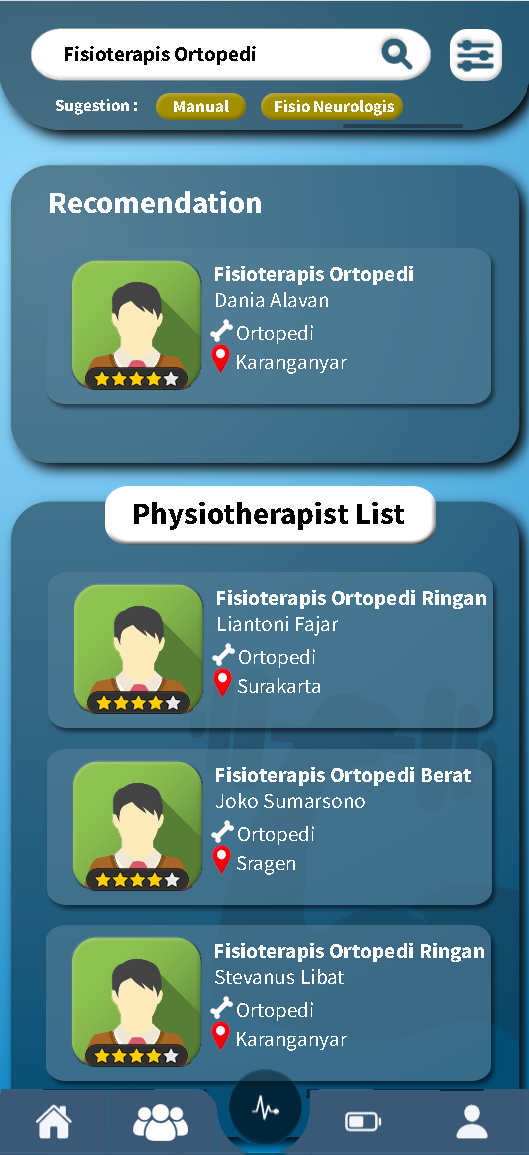 Fisioterapis Ortopedi
Sugestion : Manual Fisio Neurologis
Recomendation
Fisioterapis Ortopedi
Dania Alavan
Ortopedi
Karanganyar
Physiotherapist List
Fisioterapis Ortopedi Ringan
Liantoni Fajar
Ortopedi
Surakarta
Fisioterapis Ortopedi Berat
Joko Sumarsono
Ortopedi
Sragen
Fisioterapis Ortopedi Ringan
Stevanus Libat
Ortopedi
Karanganyar